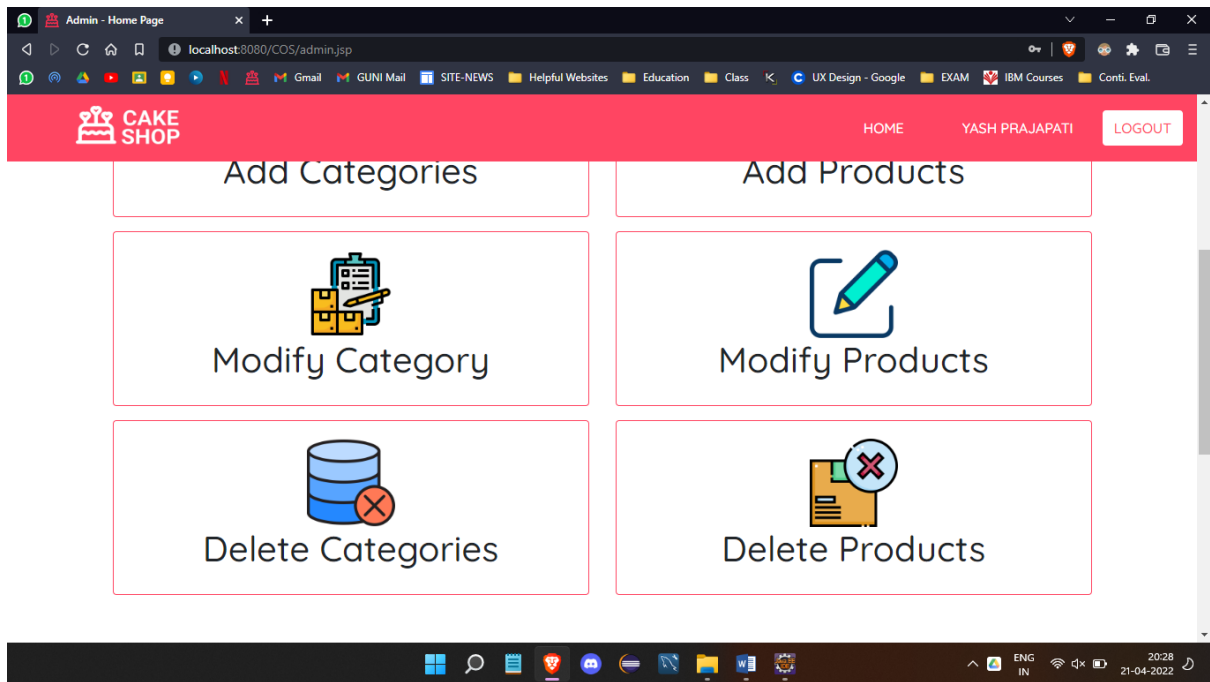 Admin - Home Page
localhost:8080/COS/admin.jsp
Gmail GUNI Mail SITE-NEWS Helpful Websites Education Class UX Design - Google EXAM IBM Courses Conti. Eval.
CAKE
SHOP
HOME YASH PRAJAPATI LOGOUT
Add Categories Add Products
Modify Category Modify Products
Delete Categories Delete Products
ENG
IN
20:28
21-04-2022